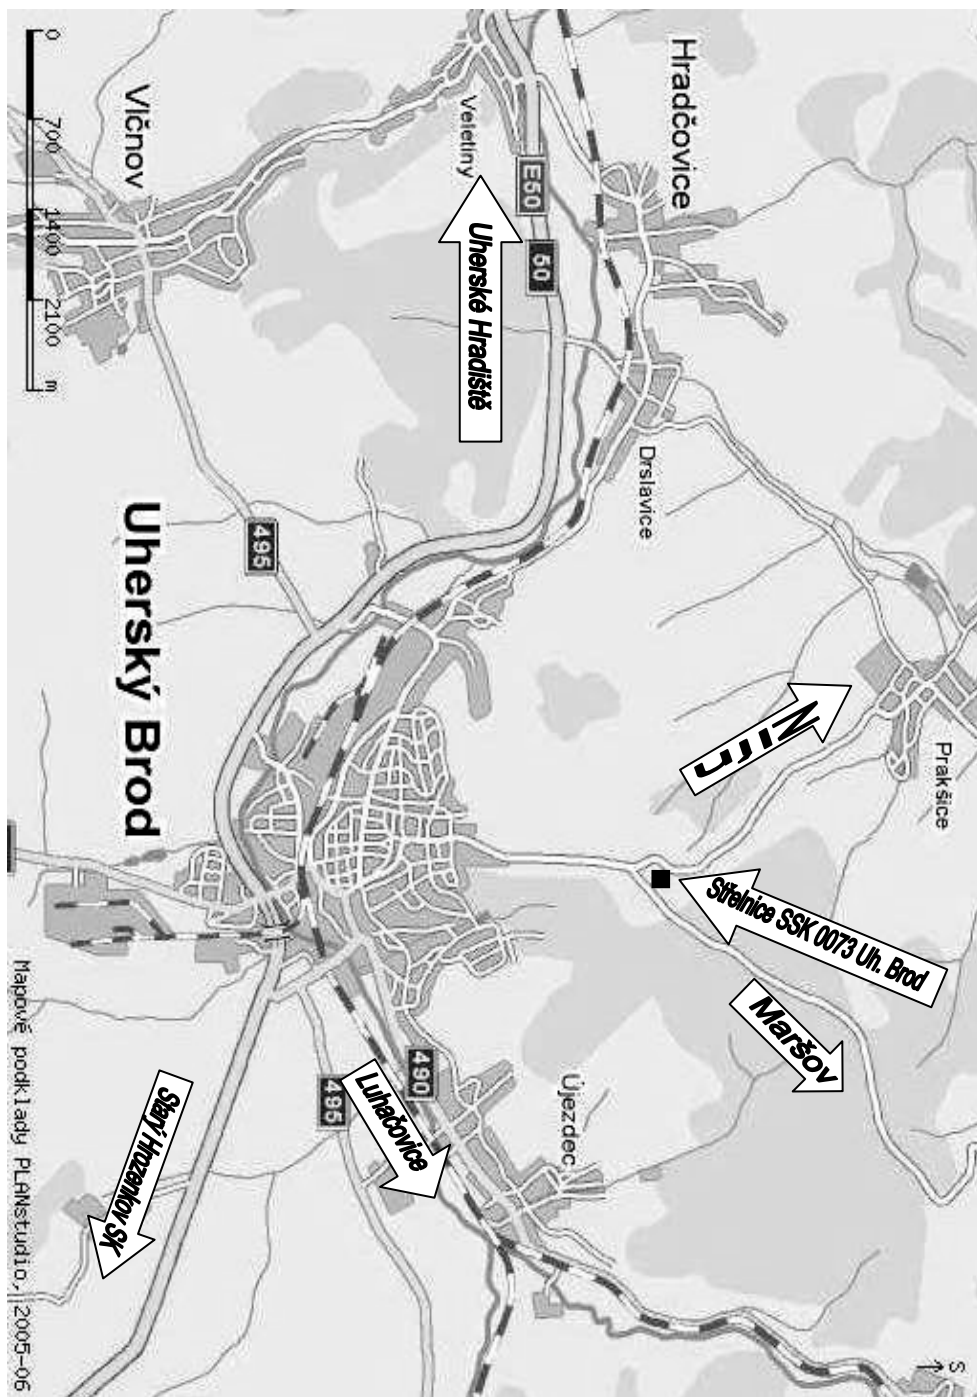 S
Hradčovice
Prakšice
Nivnice
Střelnice SSK 0073 Uh. Brod
Maršov
Drslavice
Újezdec
Veletiny
E50
50
Uherské Hradiště
490
Luhačovice
495
495
Vlčnov
Uherský Brod
Starý Hrozenkov SK
0 700 1400 2100 m
Mapové podklady PLANstudio, 2005-06